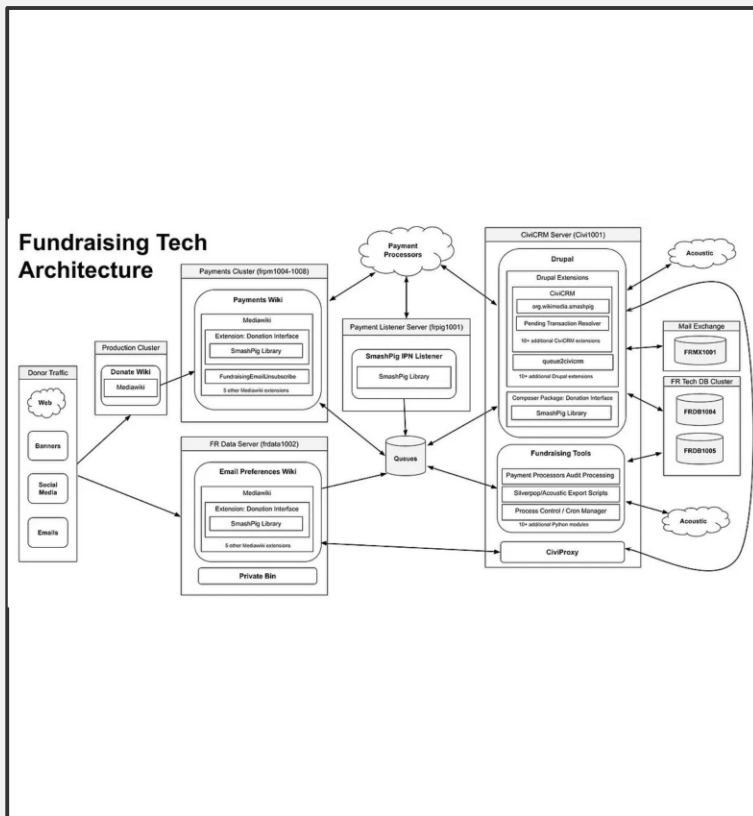 Fundraising Tech
Architecture
Donor Traffic
Web
Banners
Social
Media
Emails
Production Cluster
Donate Wiki
Mediawiki
Payments Cluster (frpm1004-1008)
Payments Wiki
Mediawiki
Extension: Donation Interface
SmashPig Library
FundraisingEmailUnsubscribe
5 other Mediawiki extensions
FR Data Server (frdata1002)
Email Preferences Wiki
Mediawiki
Extension: Donation Interface
SmashPig Library
5 other Mediawiki extensions
Private Bin
Payment
Processors
Payment Listener Server (frpig1001)
SmashPig IPN Listener
SmashPig Library
Queues
CiviCRM Server (Civi1001)
Drupal
Drupal Extensions
CiviCRM
org.wikimedia.smashpig
Pending Transaction Resolver
10+ additional CiviCRM extensions
queue2civicrm
10+ additional Drupal extensions
Composer Package: Donation Interface
SmashPig Library
Fundraising Tools
Payment Processors Audit Processing
Silverpop/Acoustic Export Scripts
Process Control / Cron Manager
10+ additional Python modules
CiviProxy
Acoustic
Mail Exchange
FRMX1001
FR Tech DB Cluster
FRDB1004
FRDB1005
Acoustic